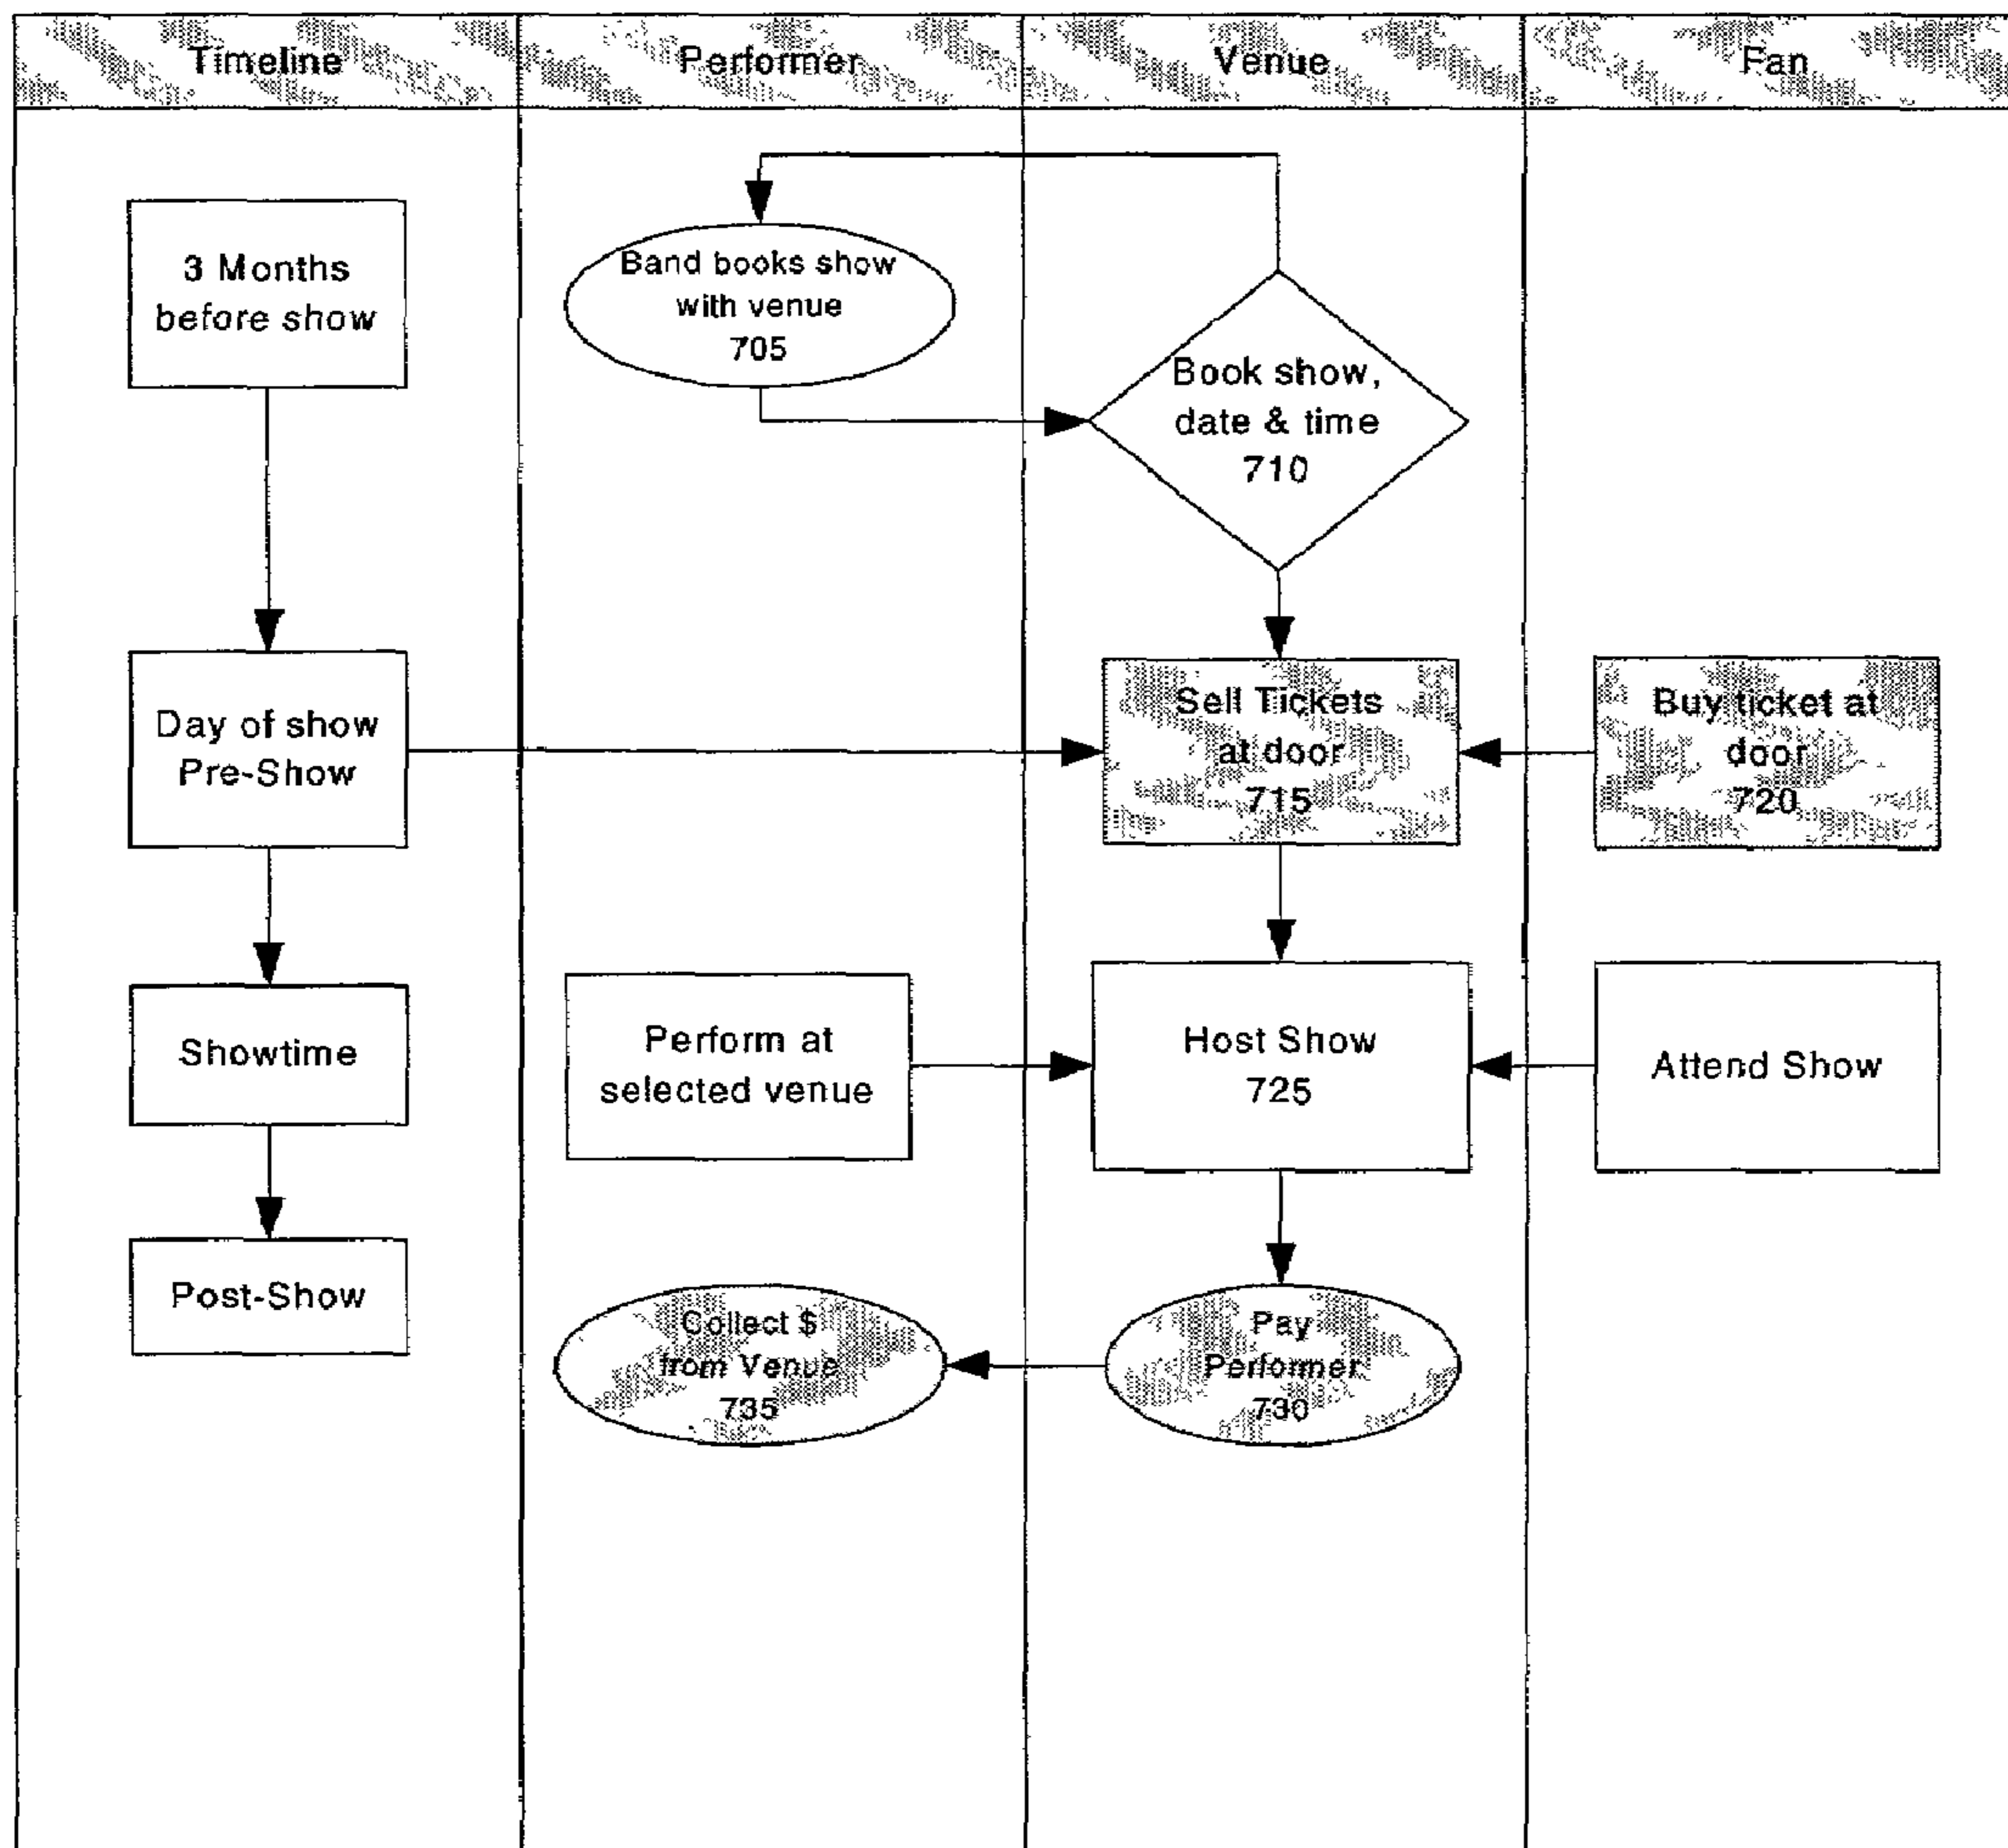 Timeline
Performer
Venue
Fan
3 Months
before show
Band books show
with venue
705
Book show,
date & time
710
Day of show
Pre-Show
Sell Tickets
at door
715
Buy ticket at
door
720
Showtime
Perform at
selected venue
Host Show
725
Attend Show
Post-Show
Collect $
from Venue
735
Pay
Performer
730